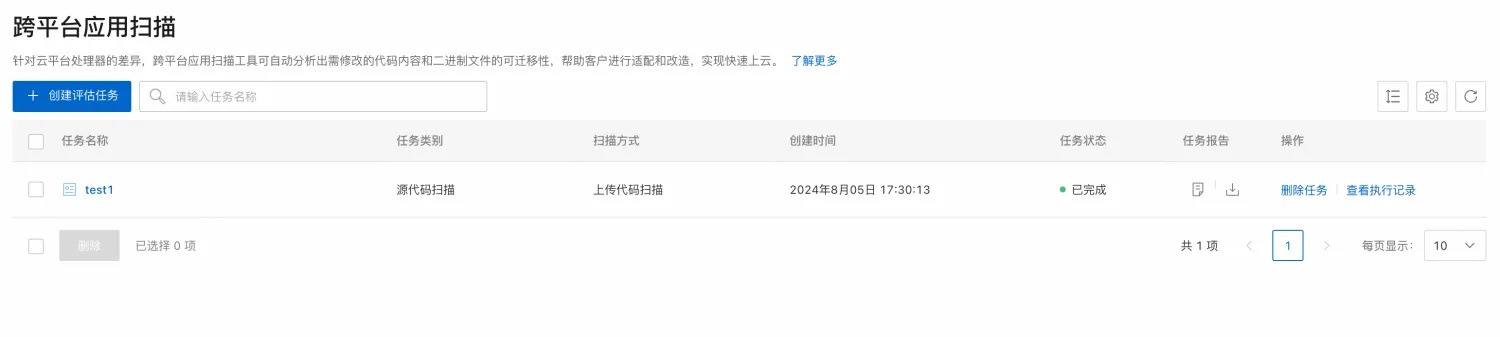 跨平台应用扫描
针对云平台处理器的差异，跨平台应用扫描工具可自动分析出需修改的代码内容和二进制文件的可迁移性，帮助客户进行适配和改造，实现快速上云。 了解更多
+ 创建评估任务 请输入任务名称
任务名称 任务类别 扫描方式 创建时间 任务状态 任务报告 操作
test1 源代码扫描 上传代码扫描 2024年8月05日 17:30:13 已完成 删除任务 查看执行记录
删除 已选择 0 项 共 1 项 1 每页显示： 10